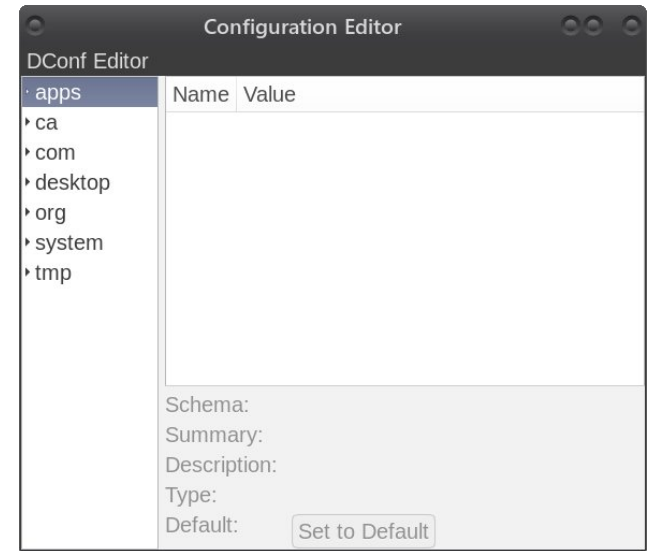 Configuration Editor
DConf Editor
apps
ca
com
desktop
org
system
tmp
Name Value
Schema:
Summary:
Description:
Type:
Default:
Set to Default